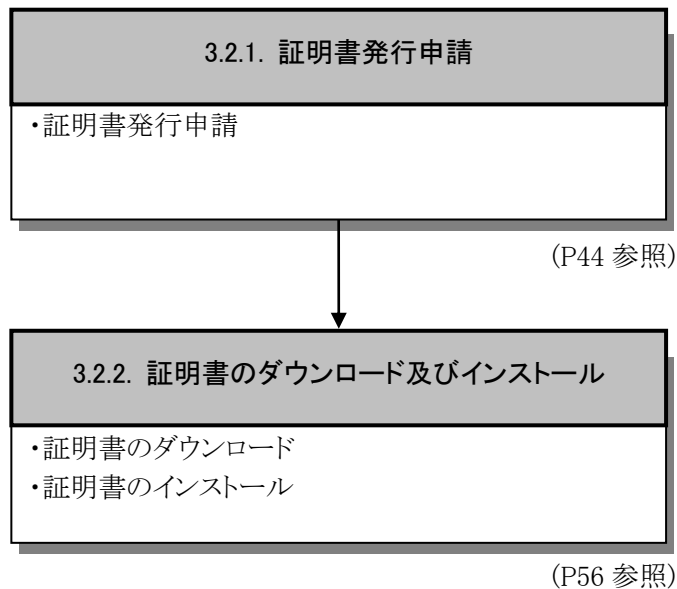 3.2.1. 証明書発行申請
・証明書発行申請
(P44 参照)
3.2.2. 証明書のダウンロード及びインストール
・証明書のダウンロード
・証明書のインストール
(P56 参照)